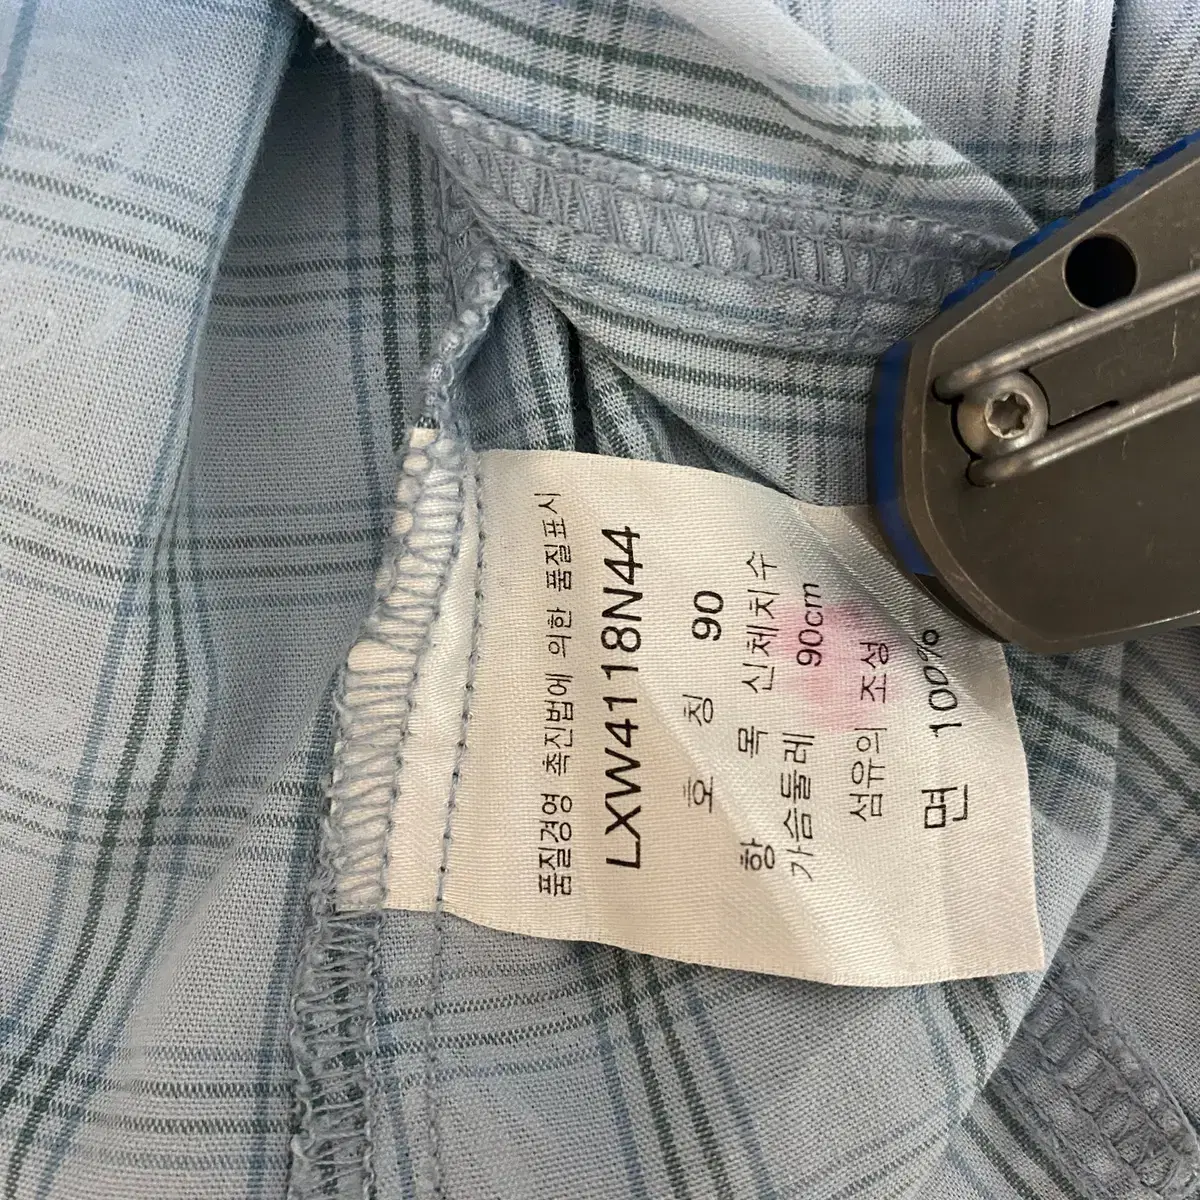 품질경영 촉진법에 의한 품질표시
LXW4118N44
호 칭 90
항 목 신체치수
가슴둘레 90cm
섬유의 조성
면 100%